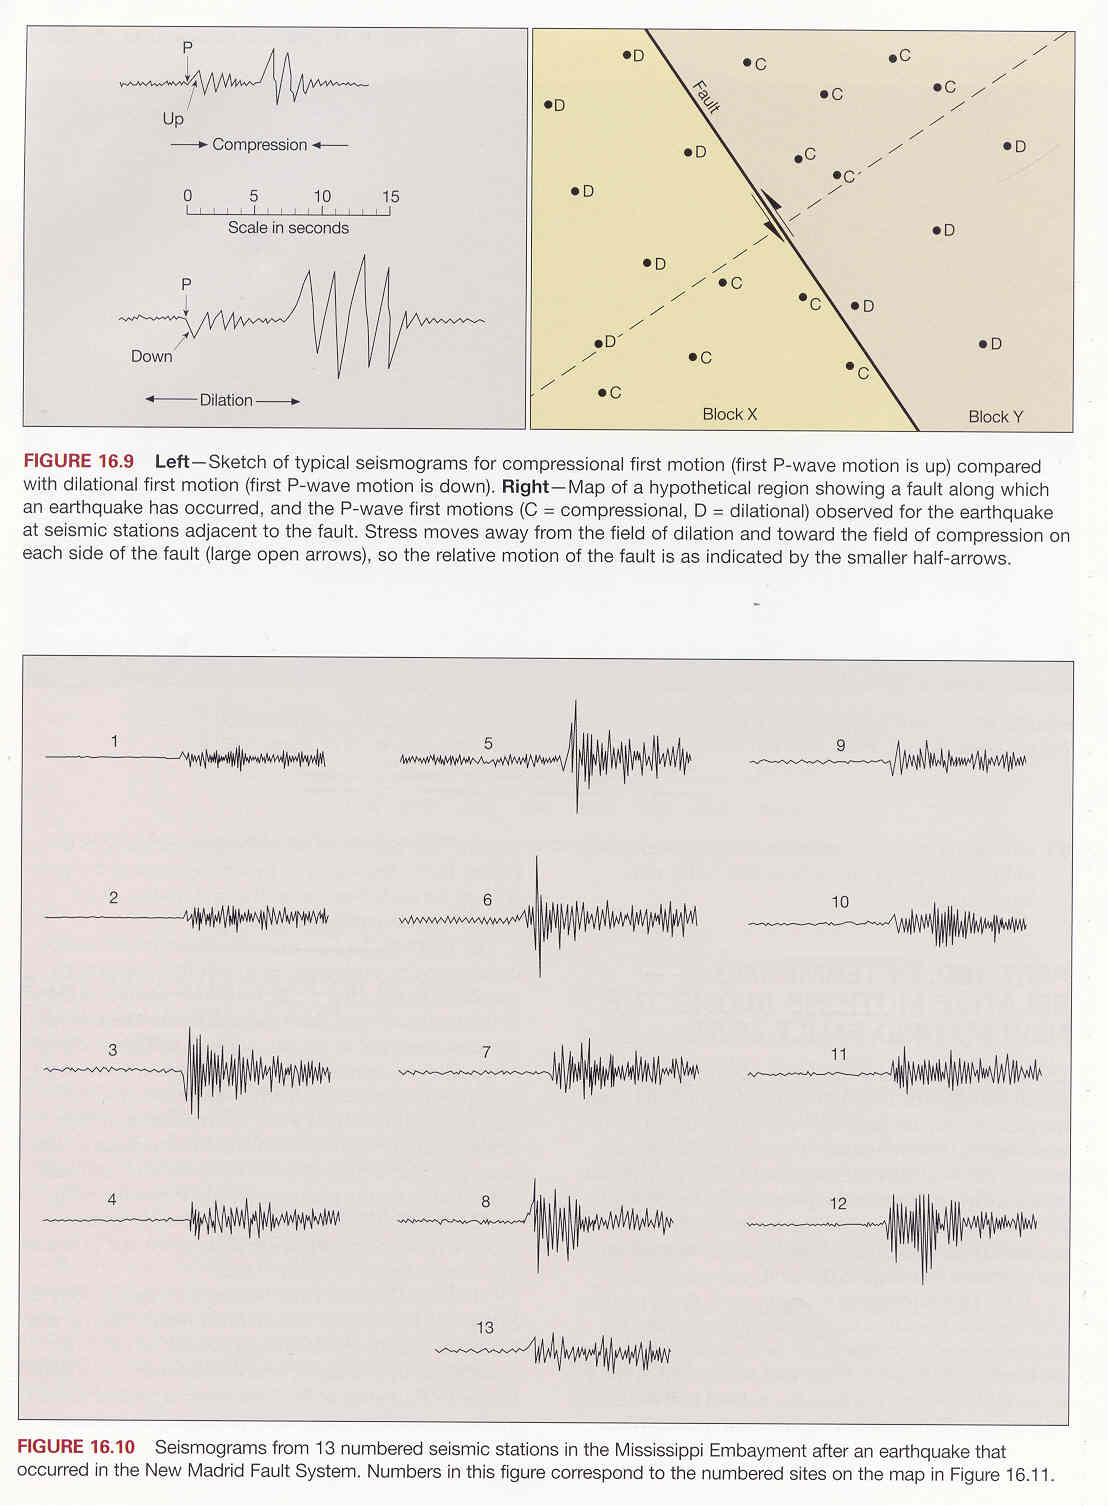 P
Up
Compression
0 5 10 15
Scale in seconds
P
Down
Dilation
D
C
C
D
C
C
Fault
D
C
D
C
D
D
D
C
C
D
D
C
D
C
C
C
Block X
Block Y
FIGURE 16.9 Left—Sketch of typical seismograms for compressional first motion (first P-wave motion is up) compared
with dilational first motion (first P-wave motion is down). Right—Map of a hypothetical region showing a fault along which
an earthquake has occurred, and the P-wave first motions (C = compressional, D = dilational) observed for the earthquake
at seismic stations adjacent to the fault. Stress moves away from the field of dilation and toward the field of compression on
each side of the fault (large open arrows), so the relative motion of the fault is as indicated by the smaller half-arrows.
1
5
9
2
6
10
3
7
11
4
8
12
13
FIGURE 16.10 Seismograms from 13 numbered seismic stations in the Mississippi Embayment after an earthquake that
occurred in the New Madrid Fault System. Numbers in this figure correspond to the numbered sites on the map in Figure 16.11.